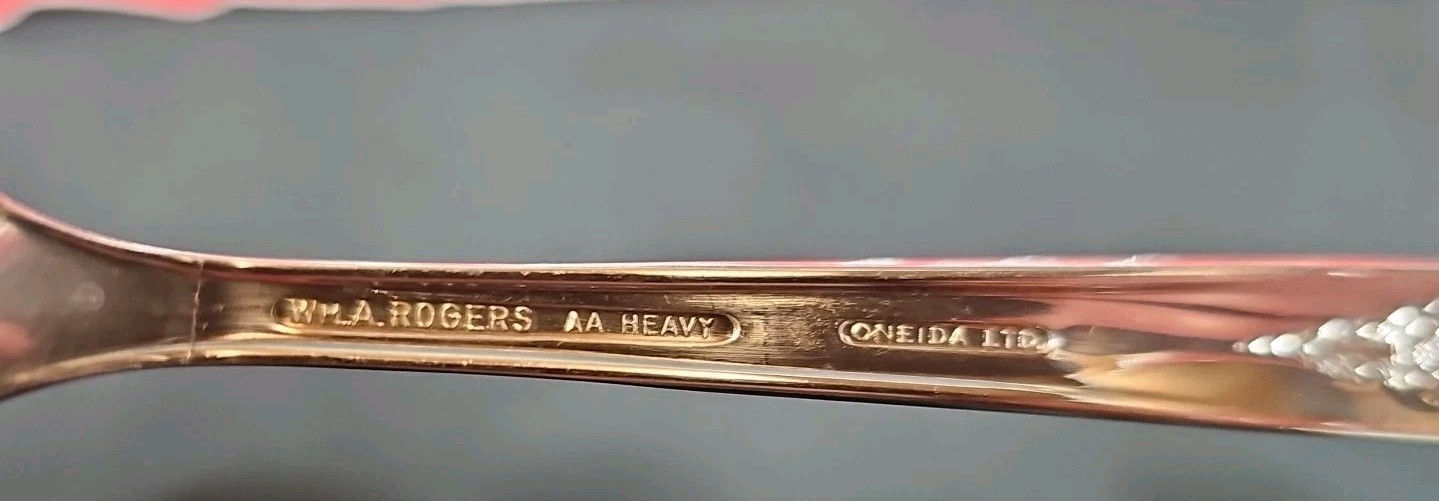 WM.A.ROGERS AA HEAVY ONEIDA LTD.